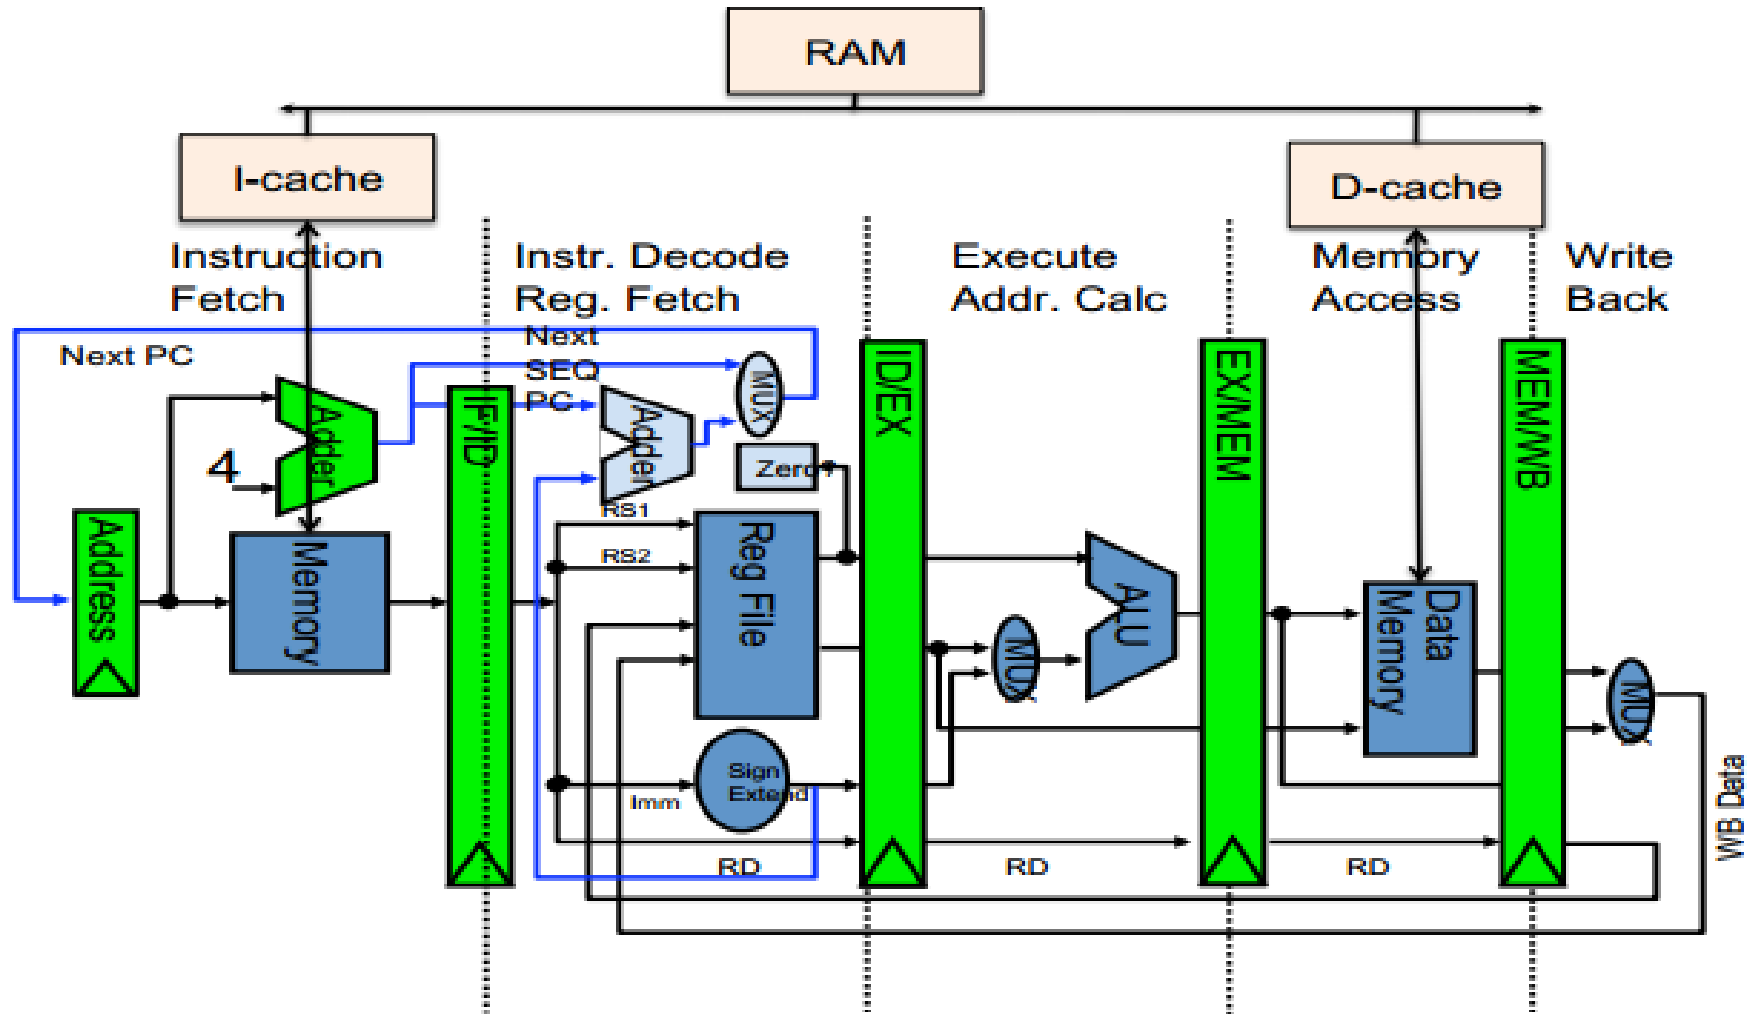 RAM
I-cache
D-cache
Instruction
Fetch
Instr. Decode
Reg. Fetch
Execute
Addr. Calc
Memory
Access
Write
Back
Next PC
Next
SEQ
PC
4
Adder
Adder
MUX
Zero?
Address
Memory
IF/ID
RS1
RS2
Reg File
ID/EX
MUX
ALU
EX/MEM
Data
Memory
MEM/WB
MUX
Sign
Extend
Imm
RD
RD
RD
WB Data